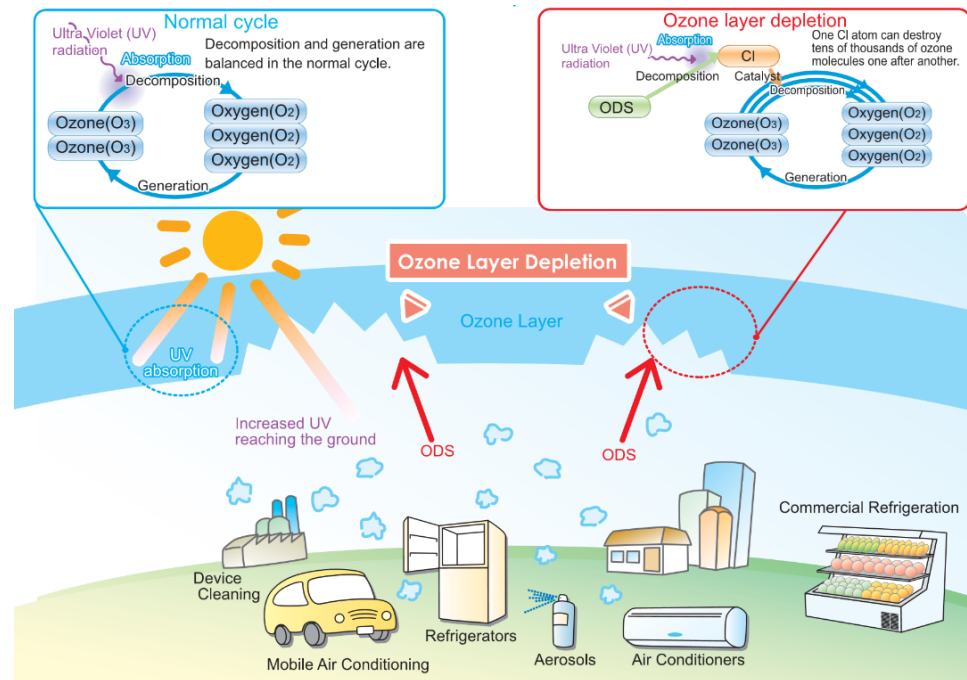 Normal cycle
Ultra Violet (UV)
radiation
Absorption
Decomposition and generation are
balanced in the normal cycle.
Decomposition
Ozone(O3)
Ozone(O3)
Oxygen(O2)
Oxygen(O2)
Oxygen(O2)
Generation
Ozone layer depletion
Ultra Violet (UV)
radiation
Absorption
Cl
One Cl atom can destroy
tens of thousands of ozone
molecules one after another.
Decomposition
Catalyst
Decomposition
ODS
Ozone(O3)
Ozone(O3)
Oxygen(O2)
Oxygen(O2)
Oxygen(O2)
Generation
Ozone Layer Depletion
Ozone Layer
UV
absorption
Increased UV
reaching the ground
ODS
ODS
Commercial Refrigeration
Device
Cleaning
Mobile Air Conditioning
Refrigerators
Aerosols
Air Conditioners